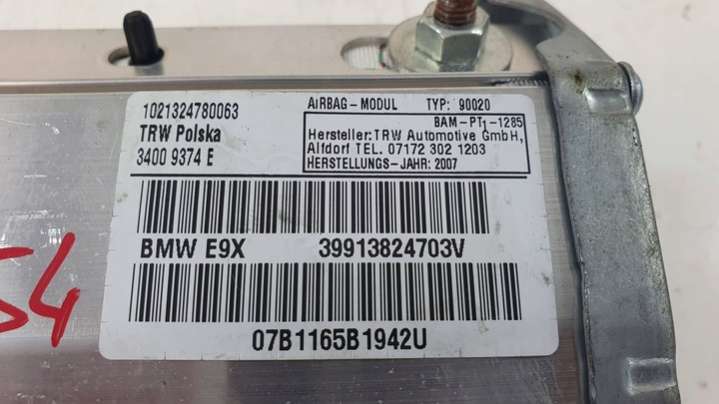 1021324780063
TRW Polska
3400 9374 E
AiRBAG-MODUL TYP: 90020
BAM-PT1-1285
Hersteller:TRW Automotive GmbH,
Alfdorf TEL. 07172 302 1203
HERSTELLUNGS-JAHR: 2007
BMW E9X 39913824703V
07B1165B1942U
54